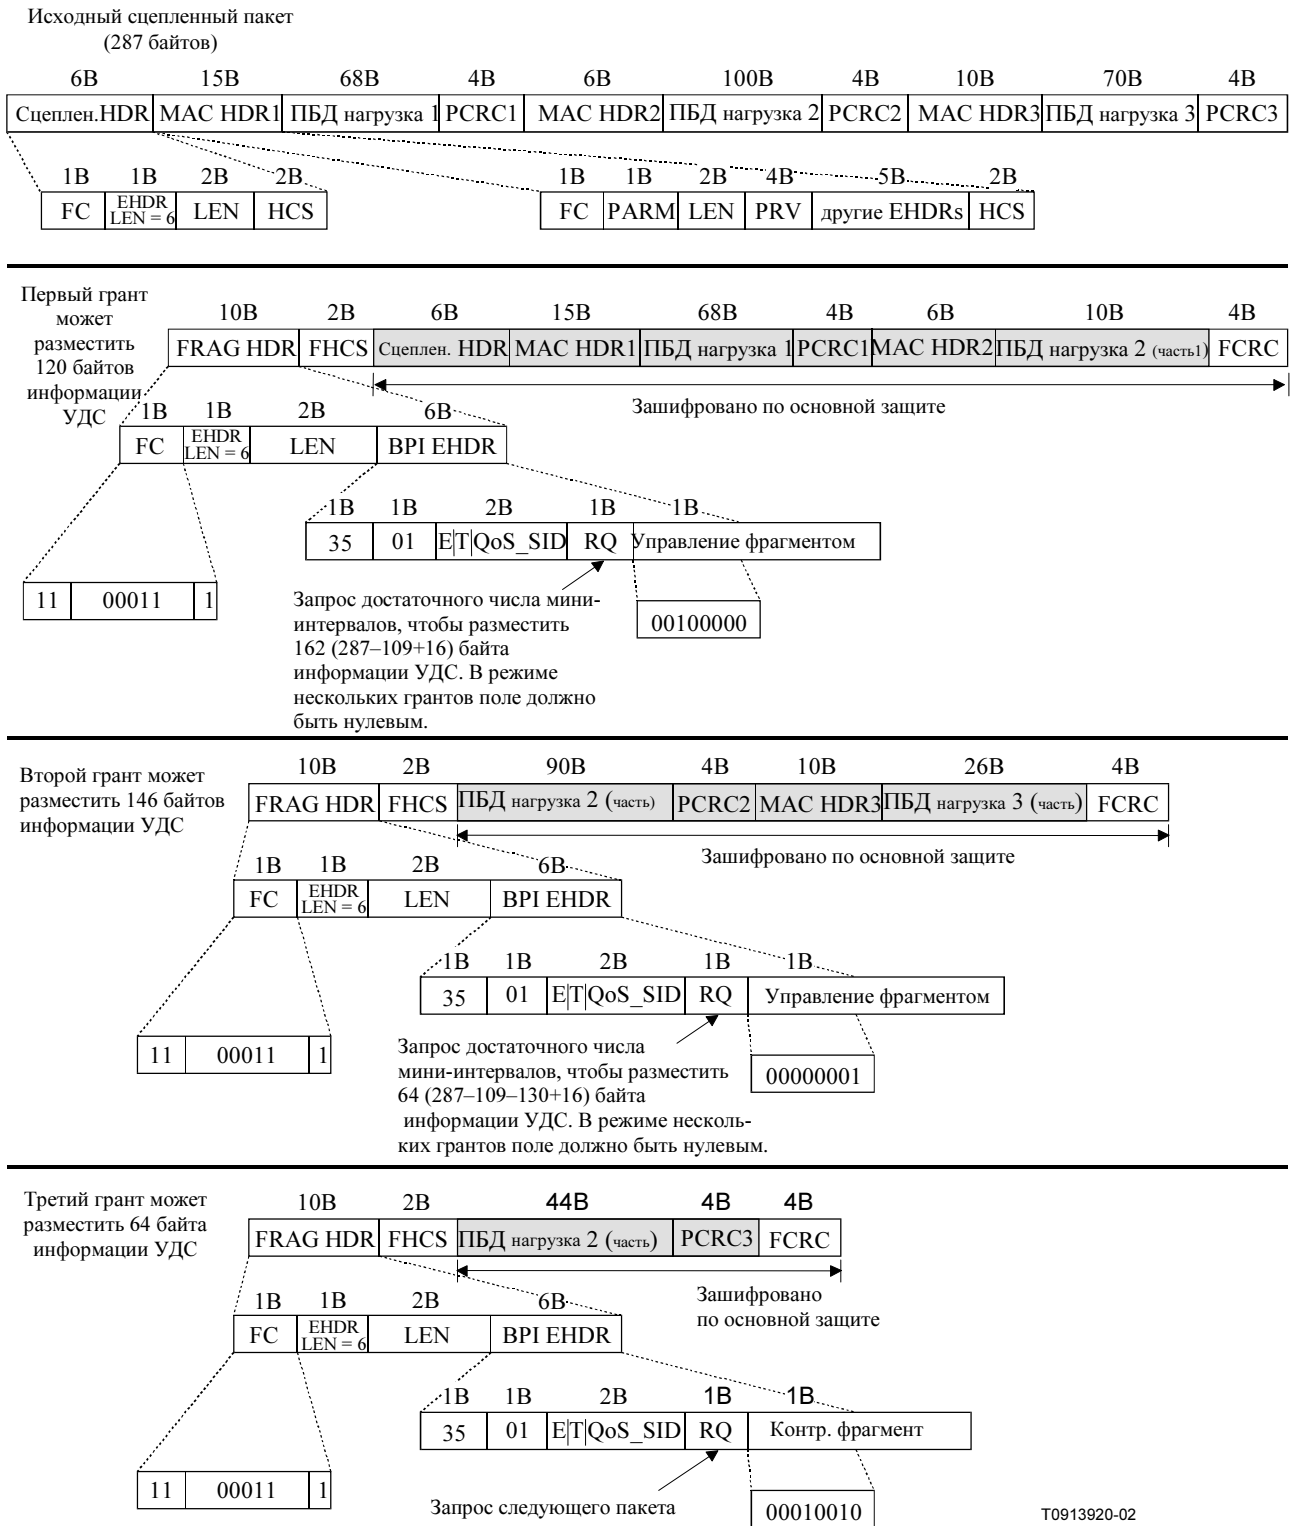 Исходный сцепленный пакет
(287 байтов)
6B 15B 68B 4B 6B 100B 4B 10B 70B 4B
Сцеплен.HDR MAC HDR1 ПБД нагрузка 1 PCRC1 MAC HDR2 ПБД нагрузка 2 PCRC2 MAC HDR3 ПБД нагрузка 3 PCRC3
1B 1B 2B 2B 1B 1B 2B 4B 5B 2B
FC EHDR LEN = 6 LEN HCS FC PARM LEN PRV другие EHDRs HCS
Первый грант
может
разместить
120 байтов
информации
УДС
10B 2B 6B 15B 68B 4B 6B 10B 4B
FRAG HDR FHCS Сцеплен. HDR MAC HDR1 ПБД нагрузка 1 PCRC1 MAC HDR2 ПБД нагрузка 2 (часть1) FCRC
Зашифровано по основной защите
1B 1B 2B 6B
FC EHDR LEN = 6 LEN BPI EHDR
1B 1B 2B 1B 1B
35 01 E|T|QoS_SID RQ Управление фрагментом
11 00011 1
Запрос достаточного числа мини-
интервалов, чтобы разместить
162 (287–109+16) байта
информации УДС. В режиме
нескольких грантов поле должно
быть нулевым.
00100000
Второй грант может
разместить 146 байтов
информации УДС
10B 2B 90B 4B 10B 26B 4B
FRAG HDR FHCS ПБД нагрузка 2 (часть) PCRC2 MAC HDR3 ПБД нагрузка 3 (часть) FCRC
Зашифровано по основной защите
1B 1B 2B 6B
FC EHDR LEN = 6 LEN BPI EHDR
1B 1B 2B 1B 1B
35 01 E|T|QoS_SID RQ Управление фрагментом
11 00011 1
Запрос достаточного числа
мини-интервалов, чтобы разместить
64 (287–109–130+16) байта
информации УДС. В режиме несколь-
ких грантов поле должно быть нулевым.
00000001
Третий грант может
разместить 64 байта
информации УДС
10B 2B 44B 4B 4B
FRAG HDR FHCS ПБД нагрузка 2 (часть) PCRC3 FCRC
Зашифровано
по основной защите
1B 1B 2B 6B
FC EHDR LEN = 6 LEN BPI EHDR
1B 1B 2B 1B 1B
35 01 E|T|QoS_SID RQ Контр. фрагмент
11 00011 1
Запрос следующего пакета
00010010
T0913920-02